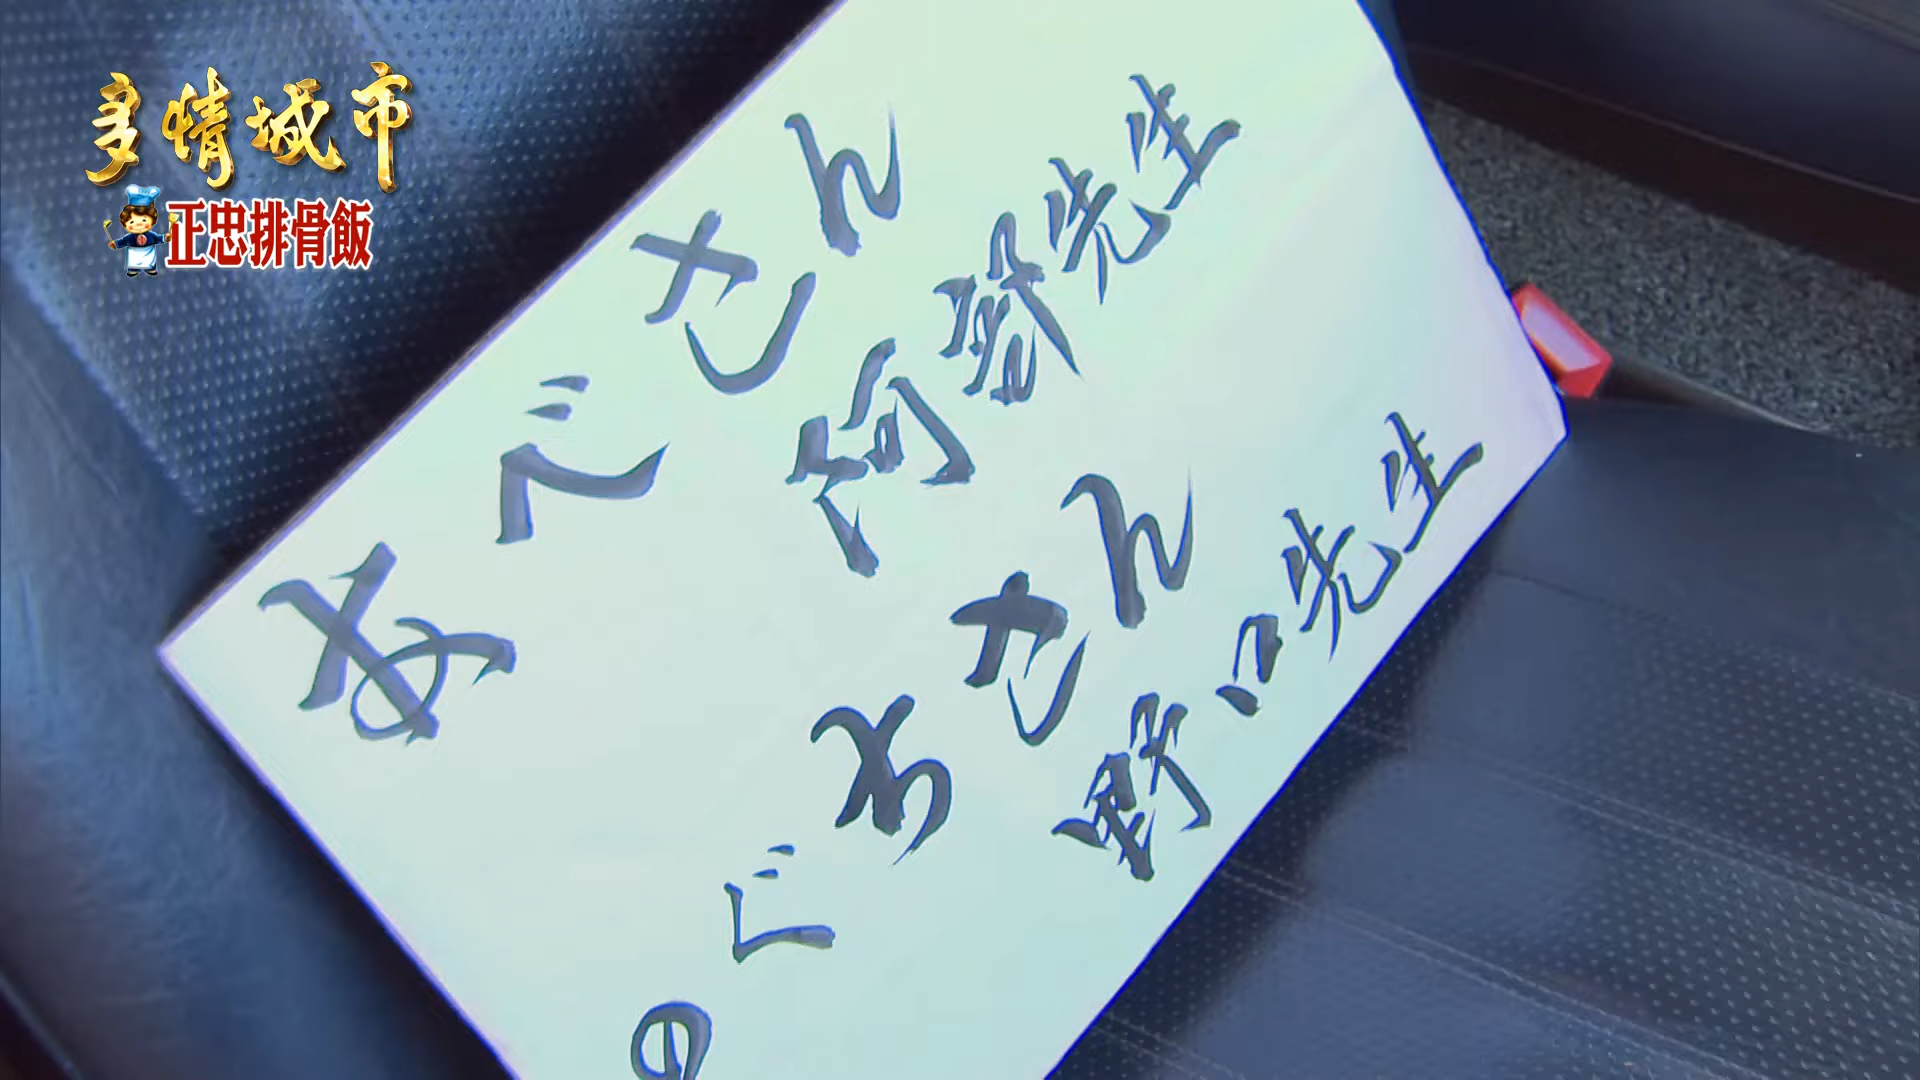 多情城市
正忠排骨飯
あべさん
阿部先生
のぐちさん
野口先生